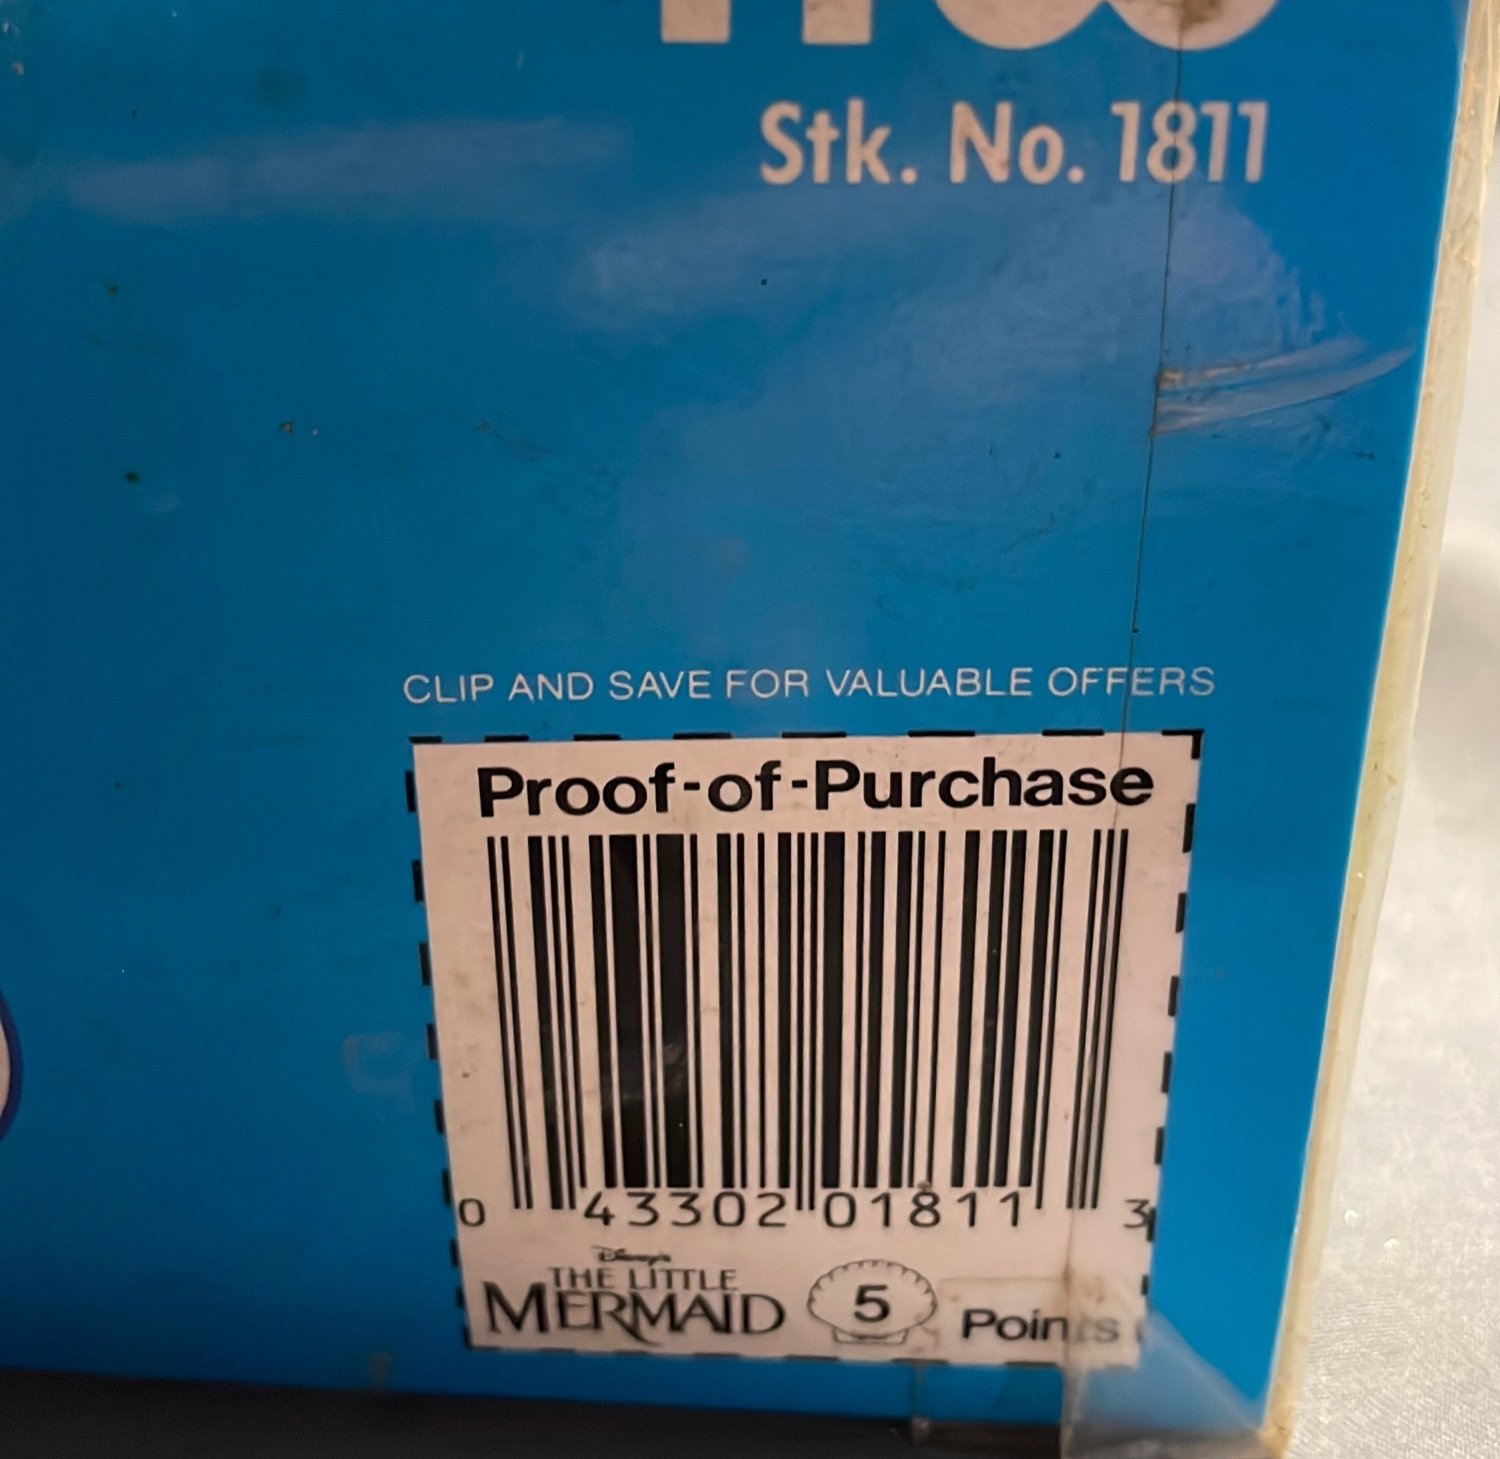 Stk. No. 1811
CLIP AND SAVE FOR VALUABLE OFFERS
Proof-of-Purchase
0 43302 01811 3
Disney's
THE LITTLE
MERMAID 5 Points